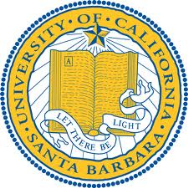 UNIVERSITY · OF · CALIFORNIA
SANTA BARBARA
A
LET THERE BE
LIGHT